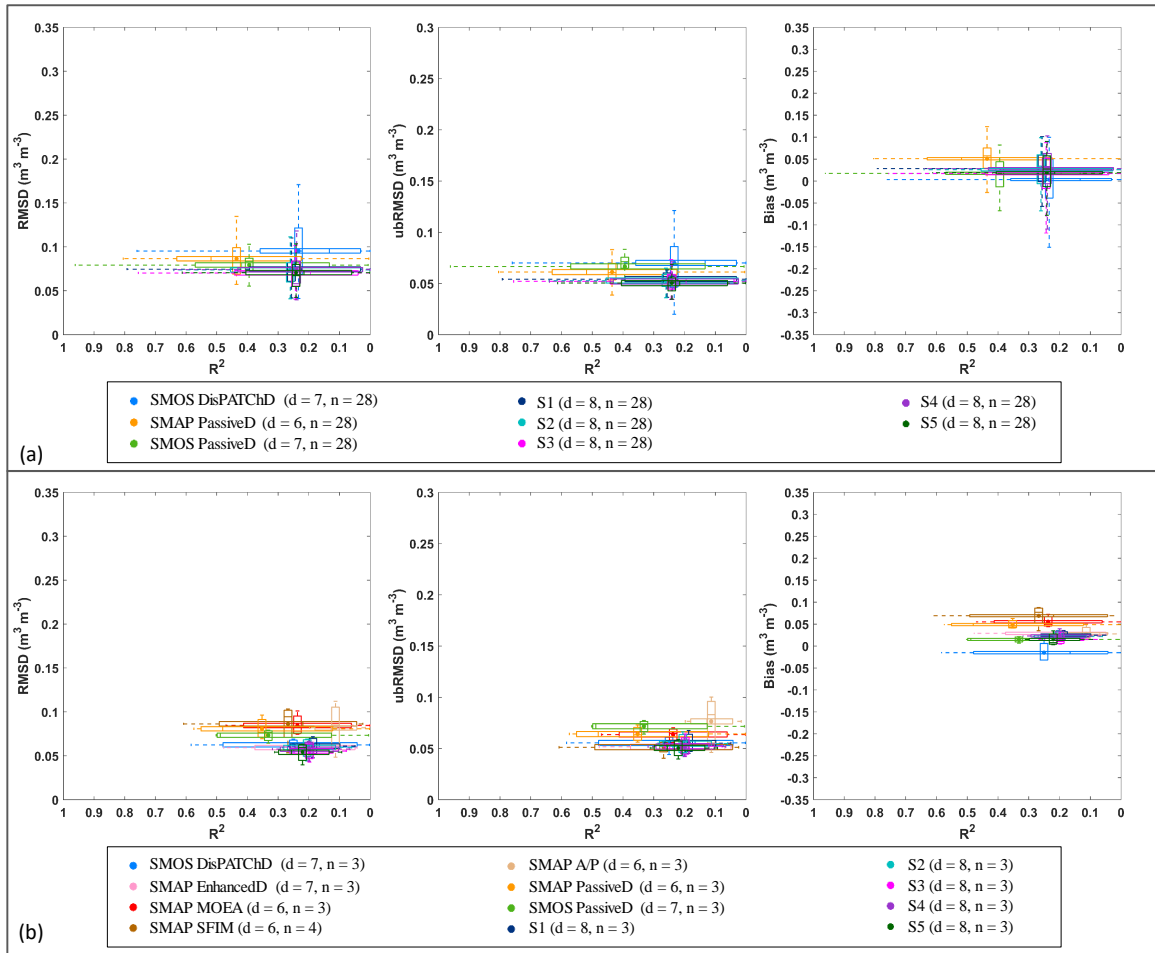 0.35
0.3
0.25
0.2
0.15
0.1
0.05
0
RMSD (m³ m⁻³)
1 0.9 0.8 0.7 0.6 0.5 0.4 0.3 0.2 0.1 0
R²
0.3
0.25
0.2
0.15
0.1
0.05
0
ubRMSD (m³ m⁻³)
1 0.9 0.8 0.7 0.6 0.5 0.4 0.3 0.2 0.1 0
R²
0.35
0.3
0.25
0.2
0.15
0.1
0.05
0
-0.05
-0.1
-0.15
-0.2
-0.25
-0.3
-0.35
Bias (m³ m⁻³)
1 0.9 0.8 0.7 0.6 0.5 0.4 0.3 0.2 0.1 0
R²
SMOS DisPATChD (d = 7, n = 28)
SMAP PassiveD (d = 6, n = 28)
SMOS PassiveD (d = 7, n = 28)
S1 (d = 8, n = 28)
S2 (d = 8, n = 28)
S3 (d = 8, n = 28)
S4 (d = 8, n = 28)
S5 (d = 8, n = 28)
(a)
0.35
0.3
0.25
0.2
0.15
0.1
0.05
0
RMSD (m³ m⁻³)
1 0.9 0.8 0.7 0.6 0.5 0.4 0.3 0.2 0.1 0
R²
0.3
0.25
0.2
0.15
0.1
0.05
0
ubRMSD (m³ m⁻³)
1 0.9 0.8 0.7 0.6 0.5 0.4 0.3 0.2 0.1 0
R²
0.35
0.3
0.25
0.2
0.15
0.1
0.05
0
-0.05
-0.1
-0.15
-0.2
-0.25
-0.3
-0.35
Bias (m³ m⁻³)
1 0.9 0.8 0.7 0.6 0.5 0.4 0.3 0.2 0.1 0
R²
SMOS DisPATChD (d = 7, n = 3)
SMAP EnhancedD (d = 7, n = 3)
SMAP MOEA (d = 6, n = 3)
SMAP SFIM (d = 6, n = 4)
SMAP A/P (d = 6, n = 3)
SMAP PassiveD (d = 6, n = 3)
SMOS PassiveD (d = 7, n = 3)
S1 (d = 8, n = 3)
S2 (d = 8, n = 3)
S3 (d = 8, n = 3)
S4 (d = 8, n = 3)
S5 (d = 8, n = 3)
(b)